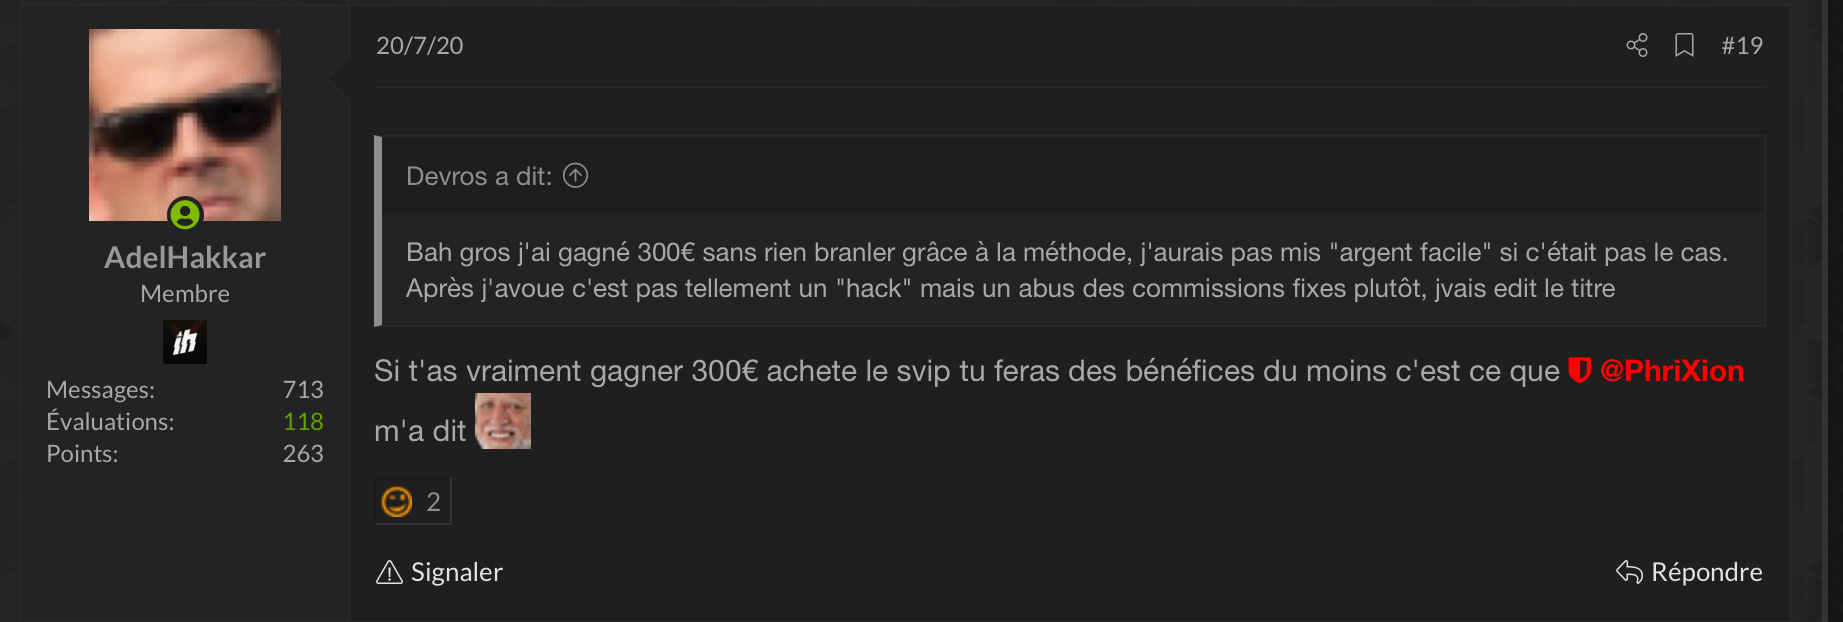 20/7/20
#19
AdelHakkar
Membre
ih
Messages: 713
Évaluations: 118
Points: 263
Devros a dit:
Bah gros j'ai gagné 300€ sans rien branler grâce à la méthode, j'aurais pas mis "argent facile" si c'était pas le cas.
Après j'avoue c'est pas tellement un "hack" mais un abus des commissions fixes plutôt, jvais edit le titre
Si t'as vraiment gagner 300€ achete le svip tu feras des bénéfices du moins c'est ce que @PhriXion
m'a dit
2
Signaler
Répondre